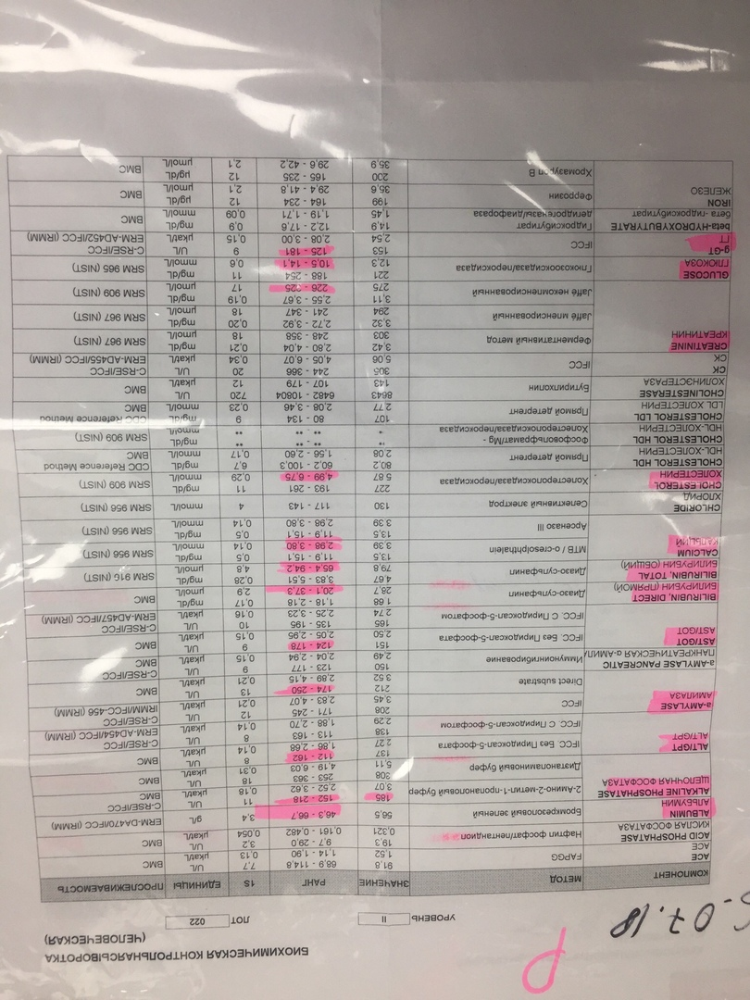 P
.07.18
БИОХИМИЧЕСКАЯ КОНТРОЛЬНАЯСЫВОРОТКА
(ЧЕЛОВЕЧЕСКАЯ)
УРОВЕНЬ II ЛОТ 022
КОМПОНЕНТ МЕТОД ЗНАЧЕНИЕ РАНГ 1S ЕДИНИЦЫ ПРОСЛЕЖИВАЕМОСТЬ
ACE FAPGG 91,8 68,9 - 114,8 7,7 U/L BMC
ACE 1,52 1,14 - 1,90 0,13 µkat/L
ACID PHOSPHATASE Нафтил фосфат/пентандиол 19,3 9,7 - 29,0 3,2 U/L BMC
КИСЛАЯ ФОСФАТАЗА 0,321 0,161 - 0,482 0,054 µkat/L
ALBUMIN Бромкрезоловый зеленый 56,5 46,3 - 66,7 3,4 g/L ERM-DA470/IFCC (IRMM)
АЛЬБУМИН
ALKALINE PHOSPHATASE 2-Амино-2-метил-1-пропаноловый буфер 185 152 - 218 11 U/L C-RSE/IFCC
ЩЕЛОЧНАЯ ФОСФАТАЗА 3,07 2,52 - 3,62 0,18 µkat/L BMC
Диэтаноламиновый буфер 308 253 - 363 18 U/L BMC
5,11 4,19 - 6,03 0,31 µkat/L
ALT/GPT IFCC. Без Пиридоксал-5-фосфата 137 112 - 162 8 U/L BMC
ALT/GPT 2,27 1,86 - 2,68 0,14 µkat/L
IFCC. С Пиридоксал-5-фосфатом 138 113 - 163 8 U/L C-RSE/IFCC
2,29 1,88 - 2,70 0,14 µkat/L ERM-AD454/IFCC (IRMM)
a-AMYLASE IFCC 208 171 - 245 12 U/L C-RSE/IFCC
АМИЛАЗА 3,45 2,83 - 4,07 0,21 µkat/L IRMM/IFCC-456 (IRMM)
Direct substrate 212 174 - 250 13 U/L BMC
3,52 2,89 - 4,15 0,21 µkat/L
a-AMYLASE PANCREATIC Иммуноингибирование 150 123 - 177 9 U/L C-RSE/IFCC
ПАНКРЕАТИЧЕСКАЯ α-АМИЛ 2,49 2,04 - 2,94 0,15 µkat/L
AST/GOT IFCC. Без Пиридоксал-5-фосфата 151 124 - 178 9 U/L BMC
AST/GOT 2,50 2,05 - 2,95 0,15 µkat/L
IFCC. С Пиридоксал-5-фосфатом 165 135 - 195 10 U/L C-RSE/IFCC
2,74 2,25 - 3,23 0,16 µkat/L ERM-AD457/IFCC (IRMM)
BILIRUBIN, DIRECT Диазо-сульфанил 1,68 1,18 - 2,18 0,17 mg/dL BMC
БИЛИРУБИН (ПРЯМОЙ) 28,7 20,1 - 37,3 2,9 µmol/L
BILIRUBIN, TOTAL Диазо-сульфанил 4,67 3,83 - 5,51 0,28 mg/dL SRM 916 (NIST)
БИЛИРУБИН (ОБЩИЙ) 79,8 65,4 - 94,2 4,8 µmol/L
CALCIUM MTB / o-cresolphthalein 13,5 11,9 - 15,1 0,5 mg/dL SRM 956 (NIST)
КАЛЬЦИЙ 3,39 2,98 - 3,80 0,14 mmol/L
Арсеназо III 13,5 11,9 - 15,1 0,5 mg/dL SRM 956 (NIST)
3,39 2,98 - 3,80 0,14 mmol/L
CHLORIDE Селективный электрод 130 117 - 143 4 mmol/L SRM 956 (NIST)
ХЛОРИД
CHOLESTEROL Холестеролоксидаза/пероксидаза 227 193 - 261 11 mg/dL SRM 909 (NIST)
ХОЛЕСТЕРИН 5,87 4,99 - 6,75 0,29 mmol/L
CHOLESTEROL HDL Прямой детергент 80,2 60,2 - 100,3 6,7 mg/dL CDC Reference Method
HDL-ХОЛЕСТЕРИН 2,08 1,56 - 2,60 0,17 mmol/L BMC
CHOLESTEROL HDL Фосфовольфрамат/Mg - ** ** - ** ** mg/dL SRM 909 (NIST)
HDL-ХОЛЕСТЕРИН Холестеролоксидаза/пероксидаза ** ** - ** ** mmol/L
CHOLESTEROL LDL Прямой детергент 107 80 - 134 9 mg/dL CDC Reference Method
LDL ХОЛЕСТЕРИН 2,77 2,08 - 3,46 0,23 mmol/L BMC
CHOLINESTERASE Бутирилхолин 8643 6482 - 10804 720 U/L BMC
ХОЛИНЭСТЕРАЗА 143 107 - 179 12 µkat/L
CK IFCC 305 244 - 366 20 U/L C-RSE/IFCC
CK 5,06 4,05 - 6,07 0,34 µkat/L ERM-AD455/IFCC (IRMM)
CREATININE Ферментативный метод 3,42 2,80 - 4,04 0,21 mg/dL SRM 967 (NIST)
КРЕАТИНИН 303 248 - 358 18 µmol/L
Jaffé мпенсированный 3,32 2,72 - 3,92 0,20 mg/dL SRM 967 (NIST)
294 241 - 347 18 µmol/L
Jaffé некомпенсированный 3,11 2,55 - 3,67 0,19 mg/dL SRM 909 (NIST)
275 226 - 325 17 µmol/L
GLUCOSE Глюкозооксидаза/пероксидаза 221 188 - 254 11 mg/dL SRM 965 (NIST)
ГЛЮКОЗА 12,3 10,5 - 14,1 0,6 mmol/L
g-GT IFCC 153 125 - 181 9 U/L C-RSE/IFCC
ГГ 2,54 2,08 - 3,00 0,15 µkat/L ERM-AD452/IFCC (IRMM)
beta-HYDROXYBUTYRATE Гидроксибутират 14,9 12,2 - 17,6 0,9 mg/dL BMC
бета-гидроксибутират дегидрогеназы/диафораза 1,45 1,19 - 1,71 0,09 mmol/L
IRON Феррозин 199 164 - 234 12 µg/dL BMC
ЖЕЛЕЗО 35,6 29,4 - 41,8 2,1 µmol/L
Хромазурол B 200 165 - 235 12 µg/dL BMC
35,9 29,6 - 42,2 2,1 µmol/L